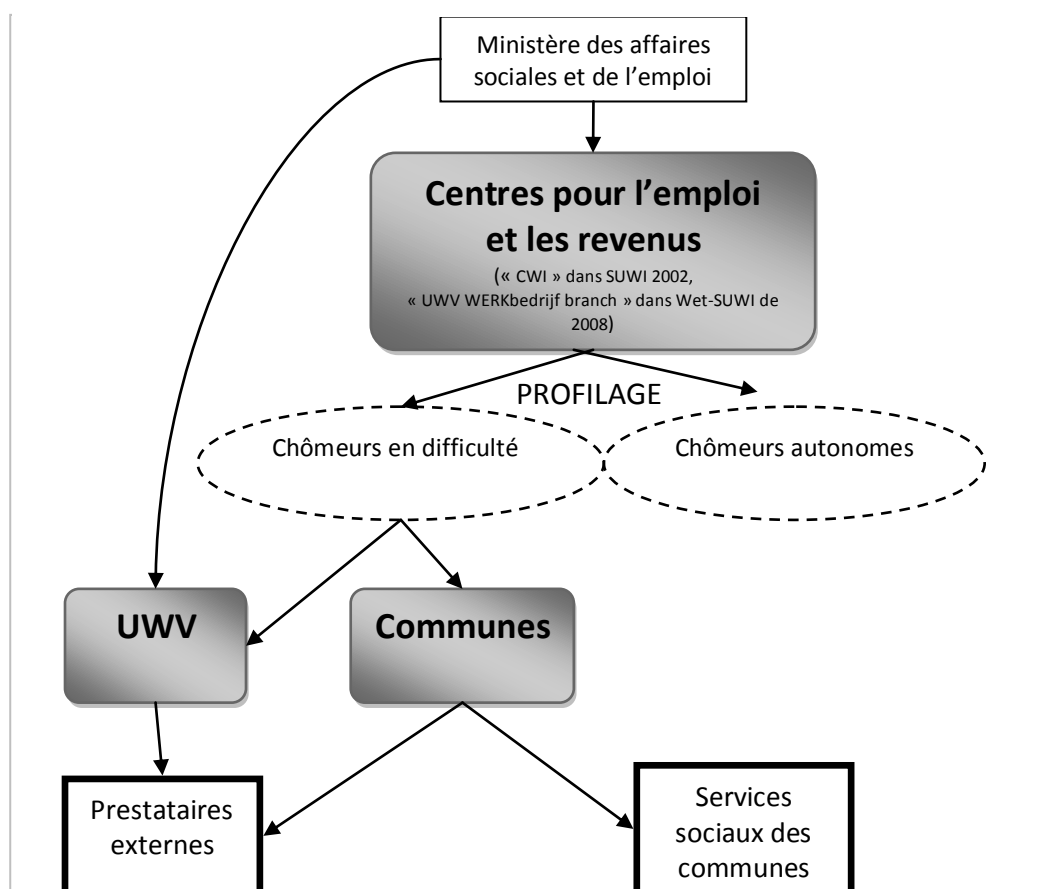 Ministère des affaires
sociales et de l’emploi
Centres pour l’emploi
et les revenus
(« CWI » dans SUWI 2002,
« UWV WERKbedrijf branch » dans Wet-SUWI de
2008)
PROFILAGE
Chômeurs en difficulté
Chômeurs autonomes
UWV
Communes
Prestataires
externes
Services
sociaux des
communes